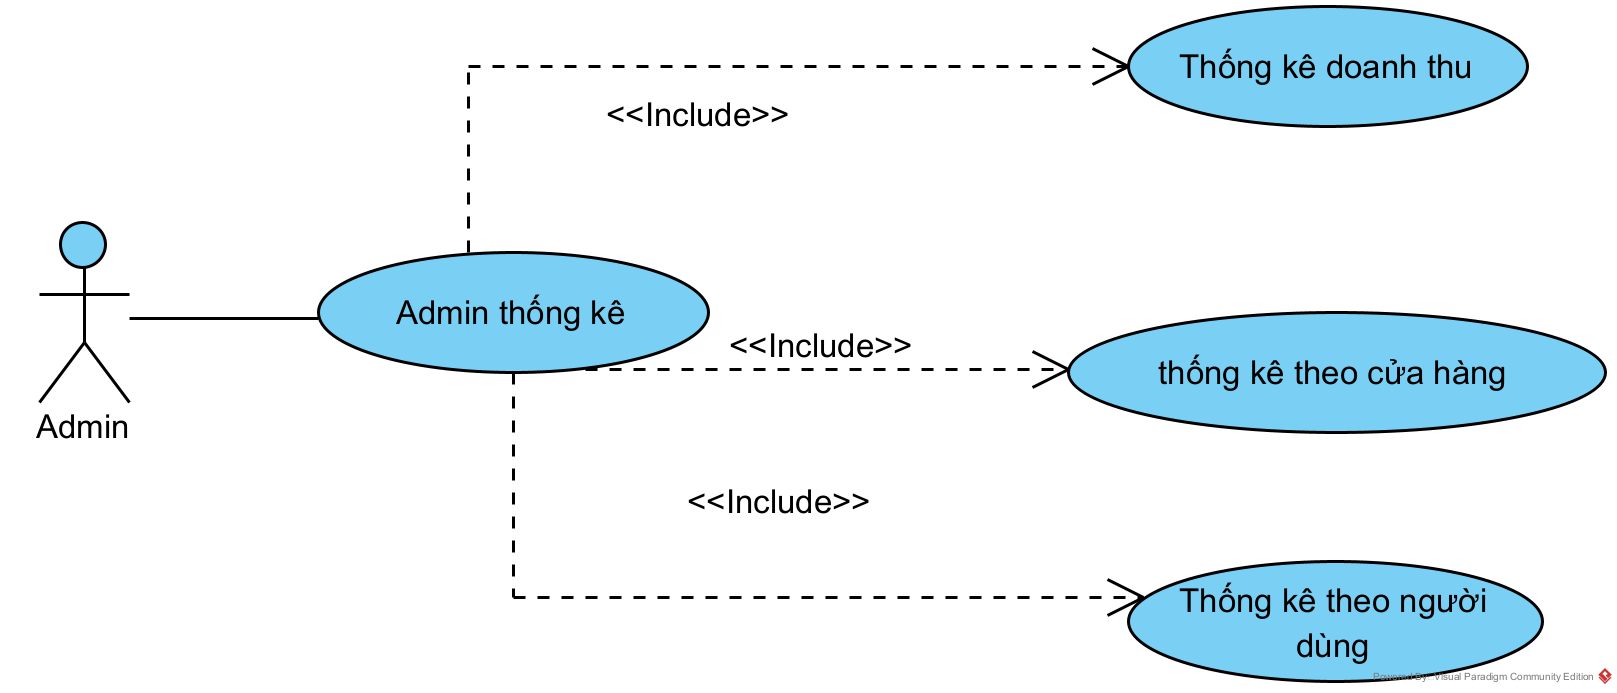 Thống kê doanh thu
<<Include>>
Admin thống kê
<<Include>>
thống kê theo cửa hàng
Admin
<<Include>>
Thống kê theo người
dùng
Powered By Visual Paradigm Community Edition